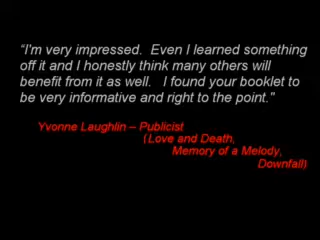 “I'm very impressed.  Even I learned something
off it and I honestly think many others will
benefit from it as well.   I found your booklet to
be very informative and right to the point.”
Yvonne Laughlin – Publicist
(Love and Death,
Memory of a Melody,
Downfall)